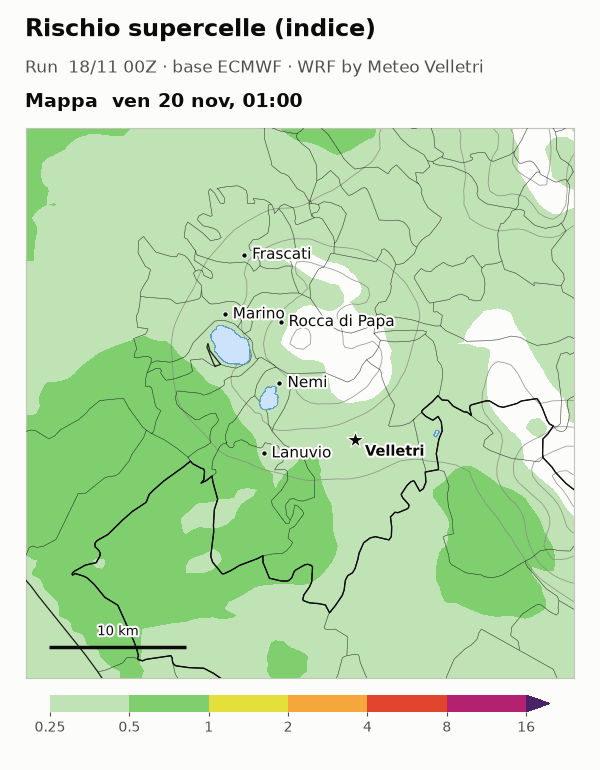 Rischio supercelle (indice)
Run 18/11 00Z · base ECMWF · WRF by Meteo Velletri
Mappa ven 20 nov, 01:00
Frascati
Marino
Rocca di Papa
Nemi
Velletri
Lanuvio
10 km
0.25 0.5 1 2 4 8 16